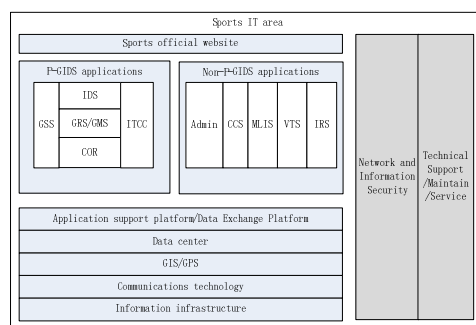 Sports IT area
Sports official website
P-GIDS applications
GSS
IDS
GRS/GMS
COR
ITCC
Non-P-GIDS applications
Admin
CCS
MLIS
VTS
IRS
Application support platform/Data Exchange Platform
Data center
GIS/GPS
Communications technology
Information infrastructure
Network and
Information
Security
Technical
Support
/Maintain
/Service